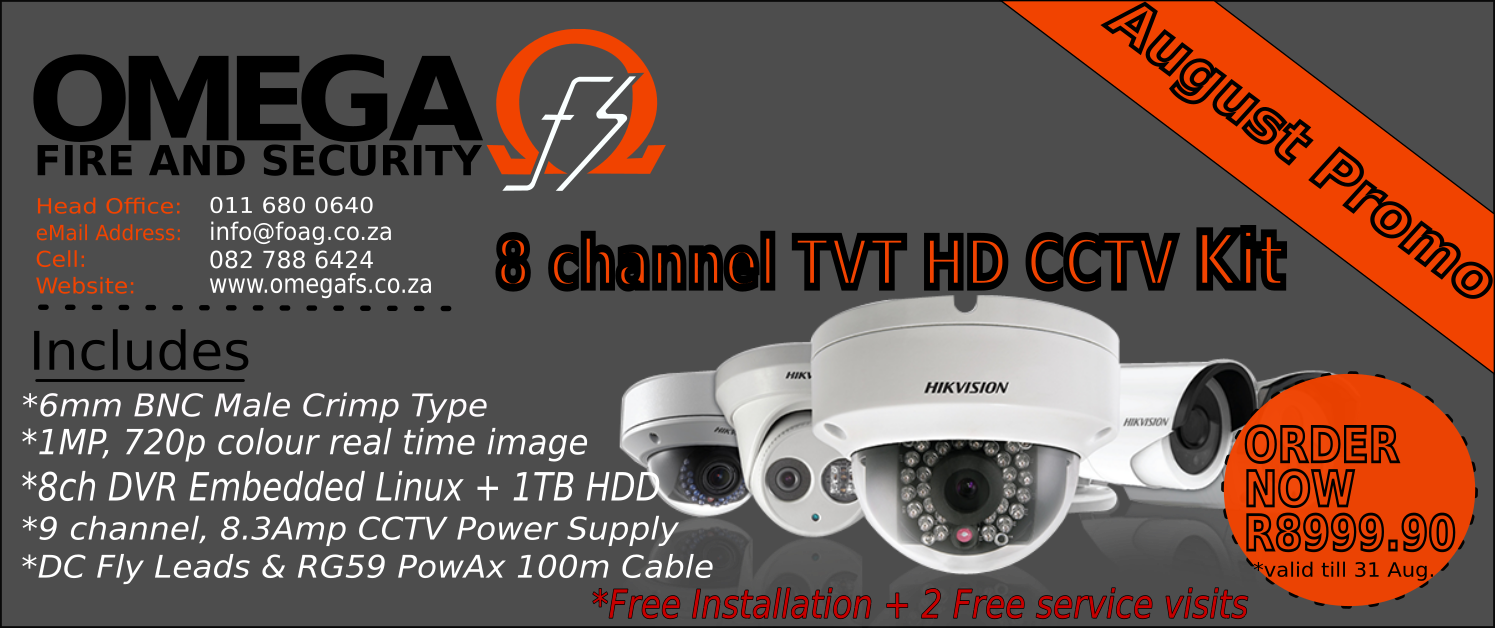 OMEGA
FIRE AND SECURITY
fs
Head Office: 011 680 0640
eMail Address: info@foag.co.za
Cell: 082 788 6424
Website: www.omegafs.co.za
August Promo
8 channel TVT HD CCTV Kit
Includes
*6mm BNC Male Crimp Type
*1MP, 720p colour real time image
*8ch DVR Embedded Linux + 1TB HDD
*9 channel, 8.3Amp CCTV Power Supply
*DC Fly Leads & RG59 PowAx 100m Cable
HIKV
HIKVISION
HIKVISION
ORDER
NOW
R8999.90
*valid till 31 Aug.
*Free Installation + 2 Free service visits